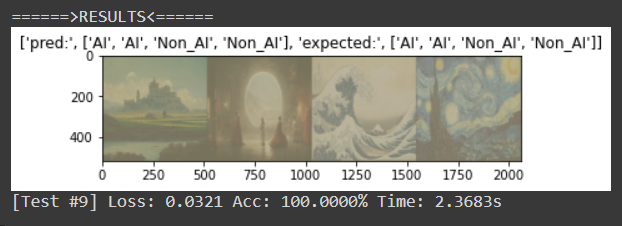 ======>RESULTS<======
['pred:', ['AI', 'AI', 'Non_AI', 'Non_AI'], 'expected:', ['AI', 'AI', 'Non_AI', 'Non_AI']]
0
200
400
0 250 500 750 1000 1250 1500 1750 2000
[Test #9] Loss: 0.0321 Acc: 100.0000% Time: 2.3683s